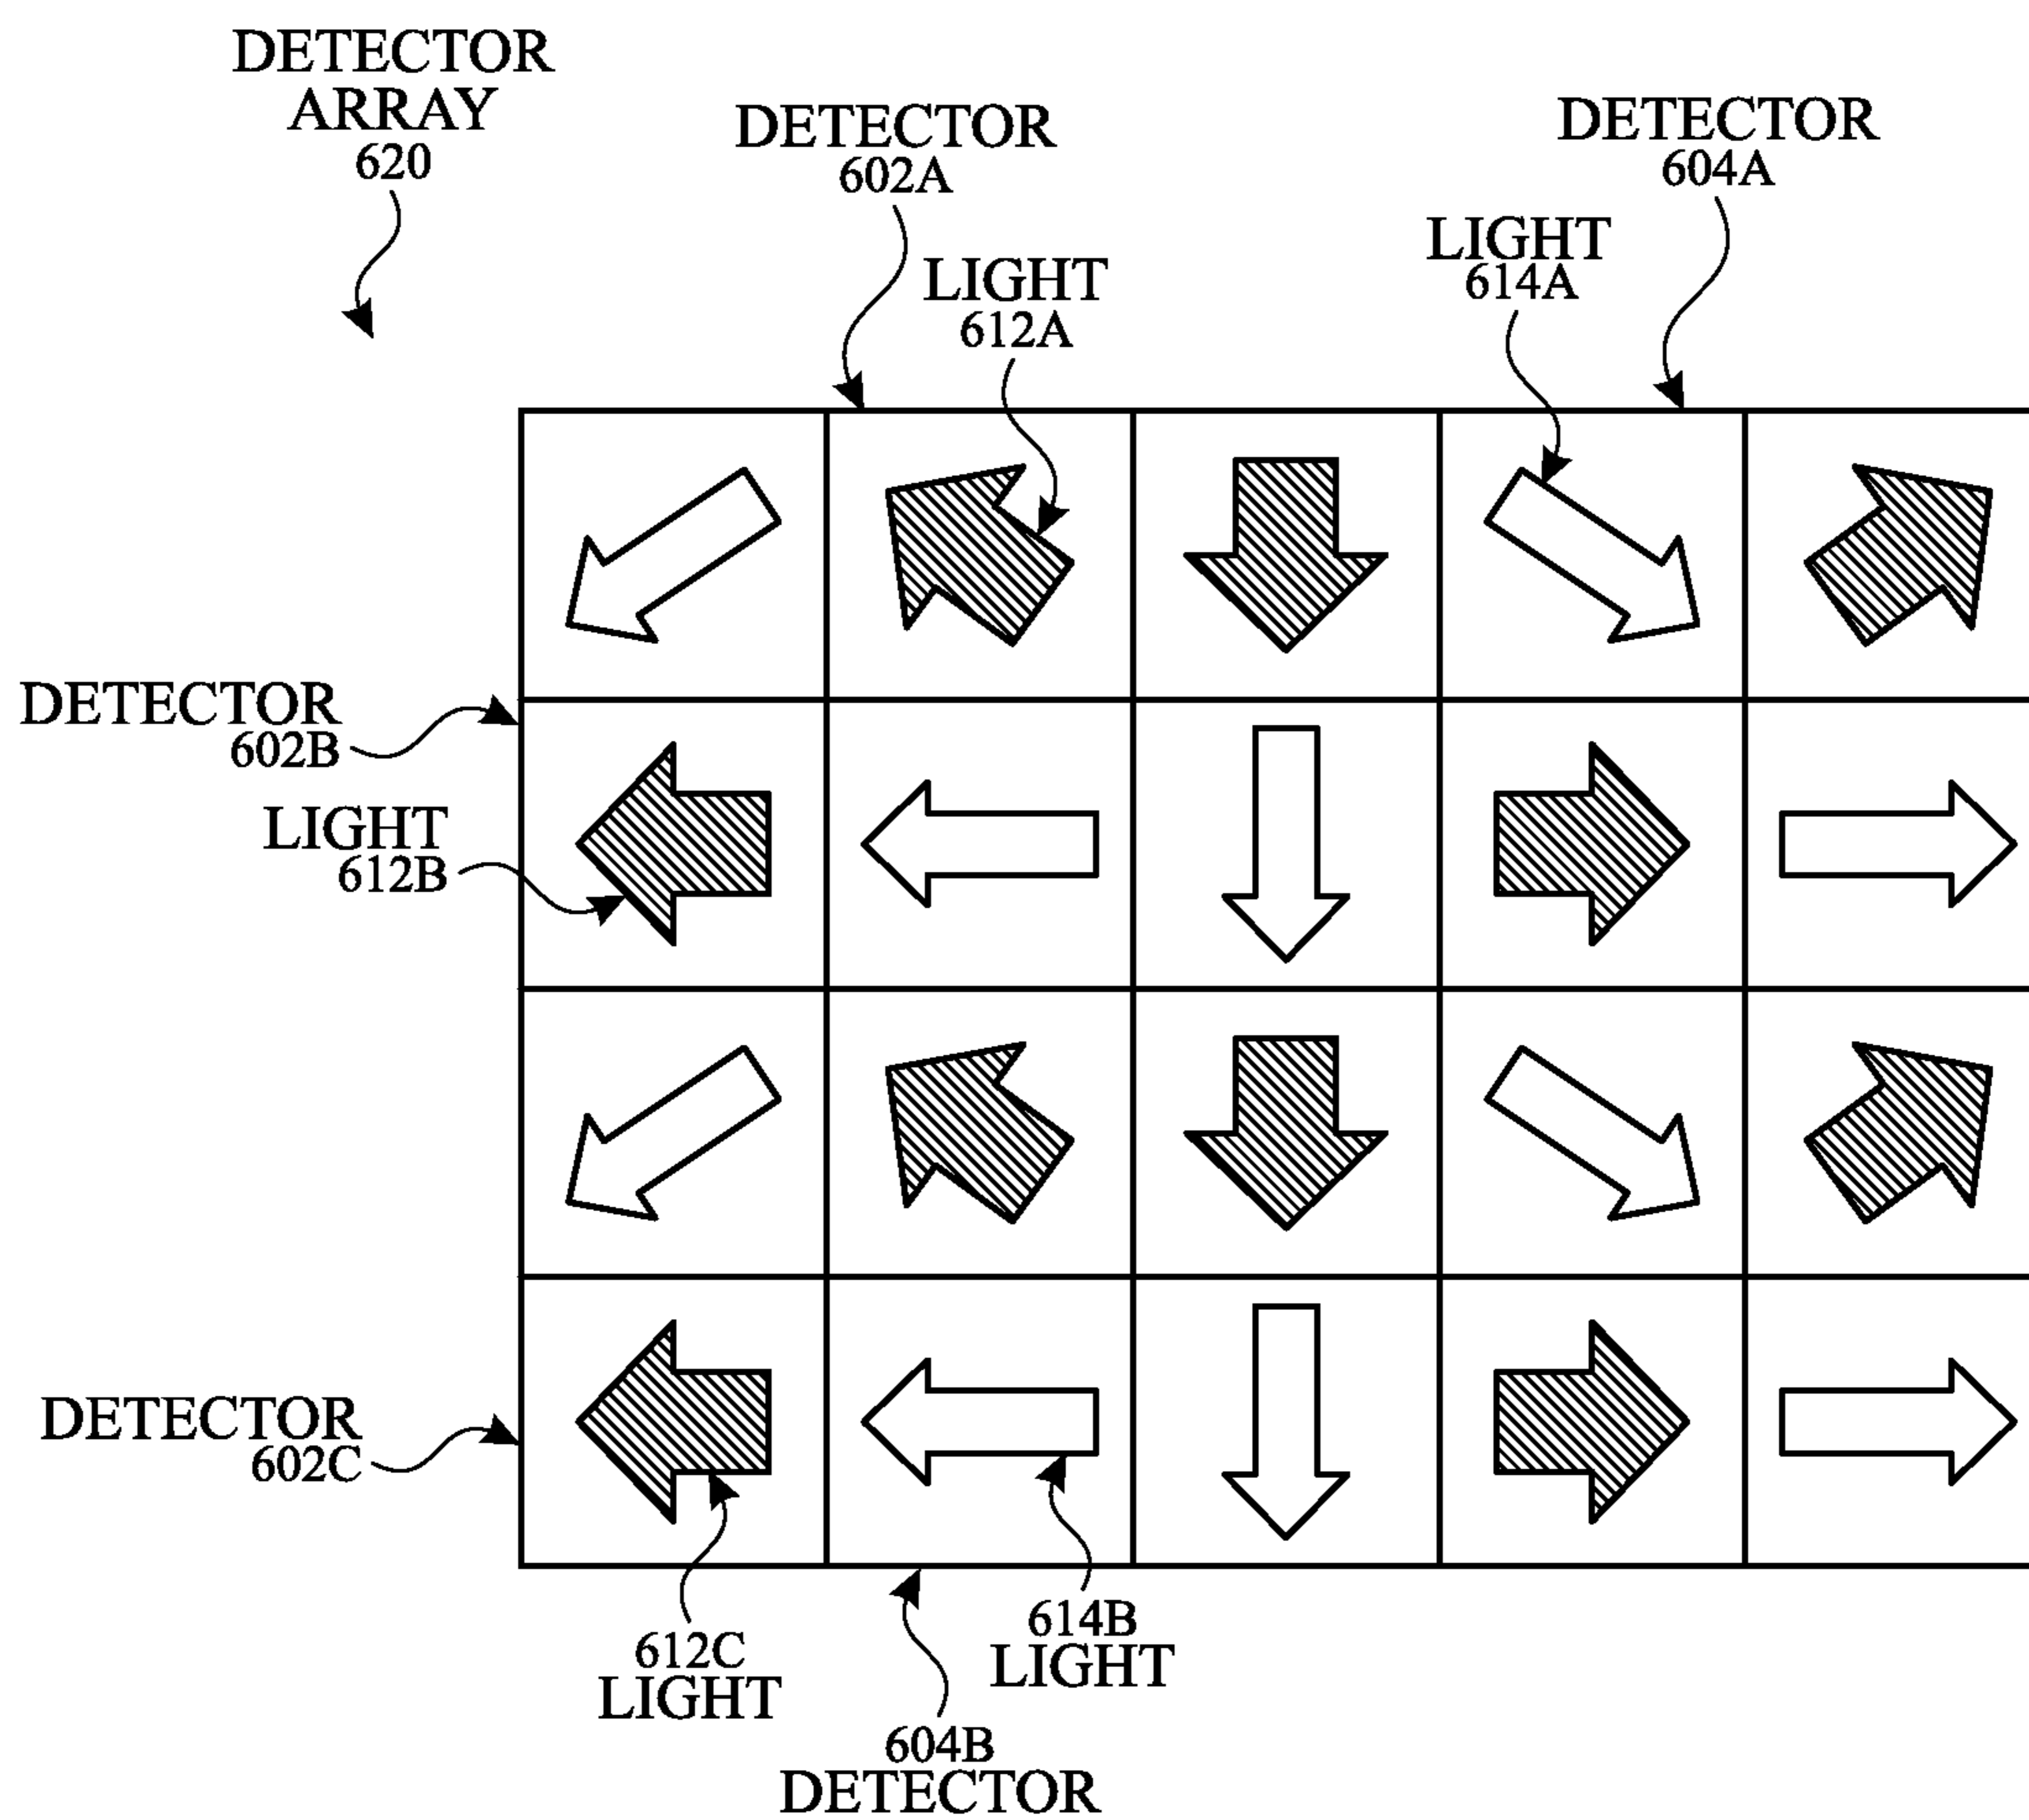 DETECTOR
ARRAY
620
DETECTOR
602A
DETECTOR
604A
LIGHT
612A
LIGHT
614A
DETECTOR
602B
LIGHT
612B
DETECTOR
602C
612C
LIGHT
614B
LIGHT
604B
DETECTOR